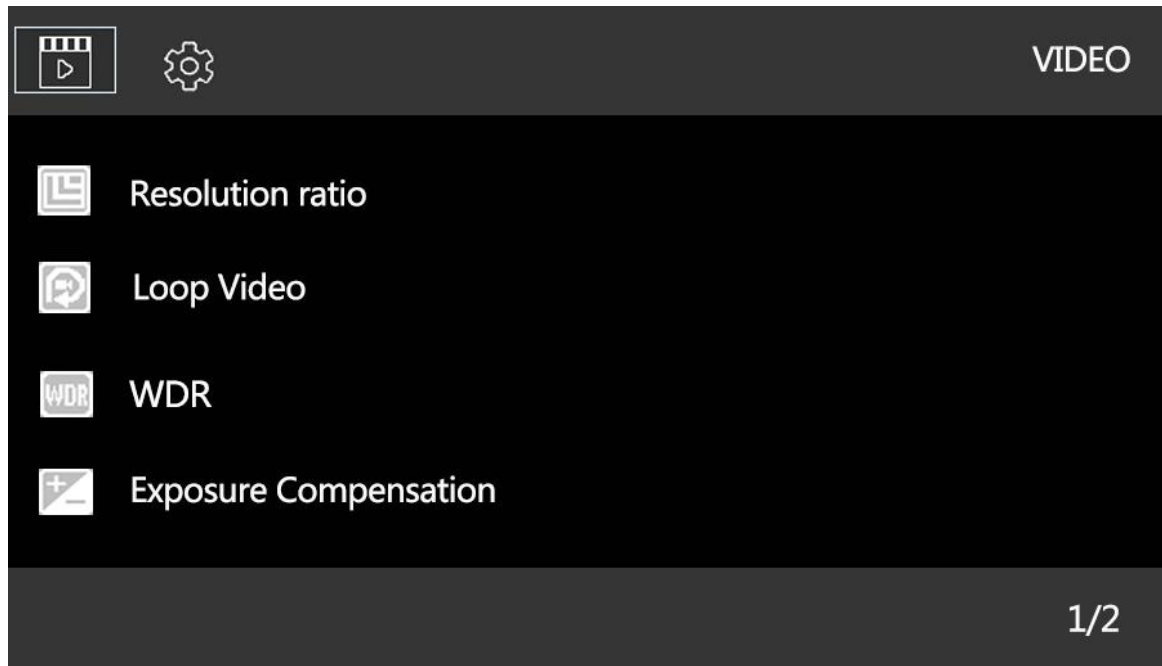 VIDEO
Resolution ratio
Loop Video
WDR WDR
Exposure Compensation
1/2